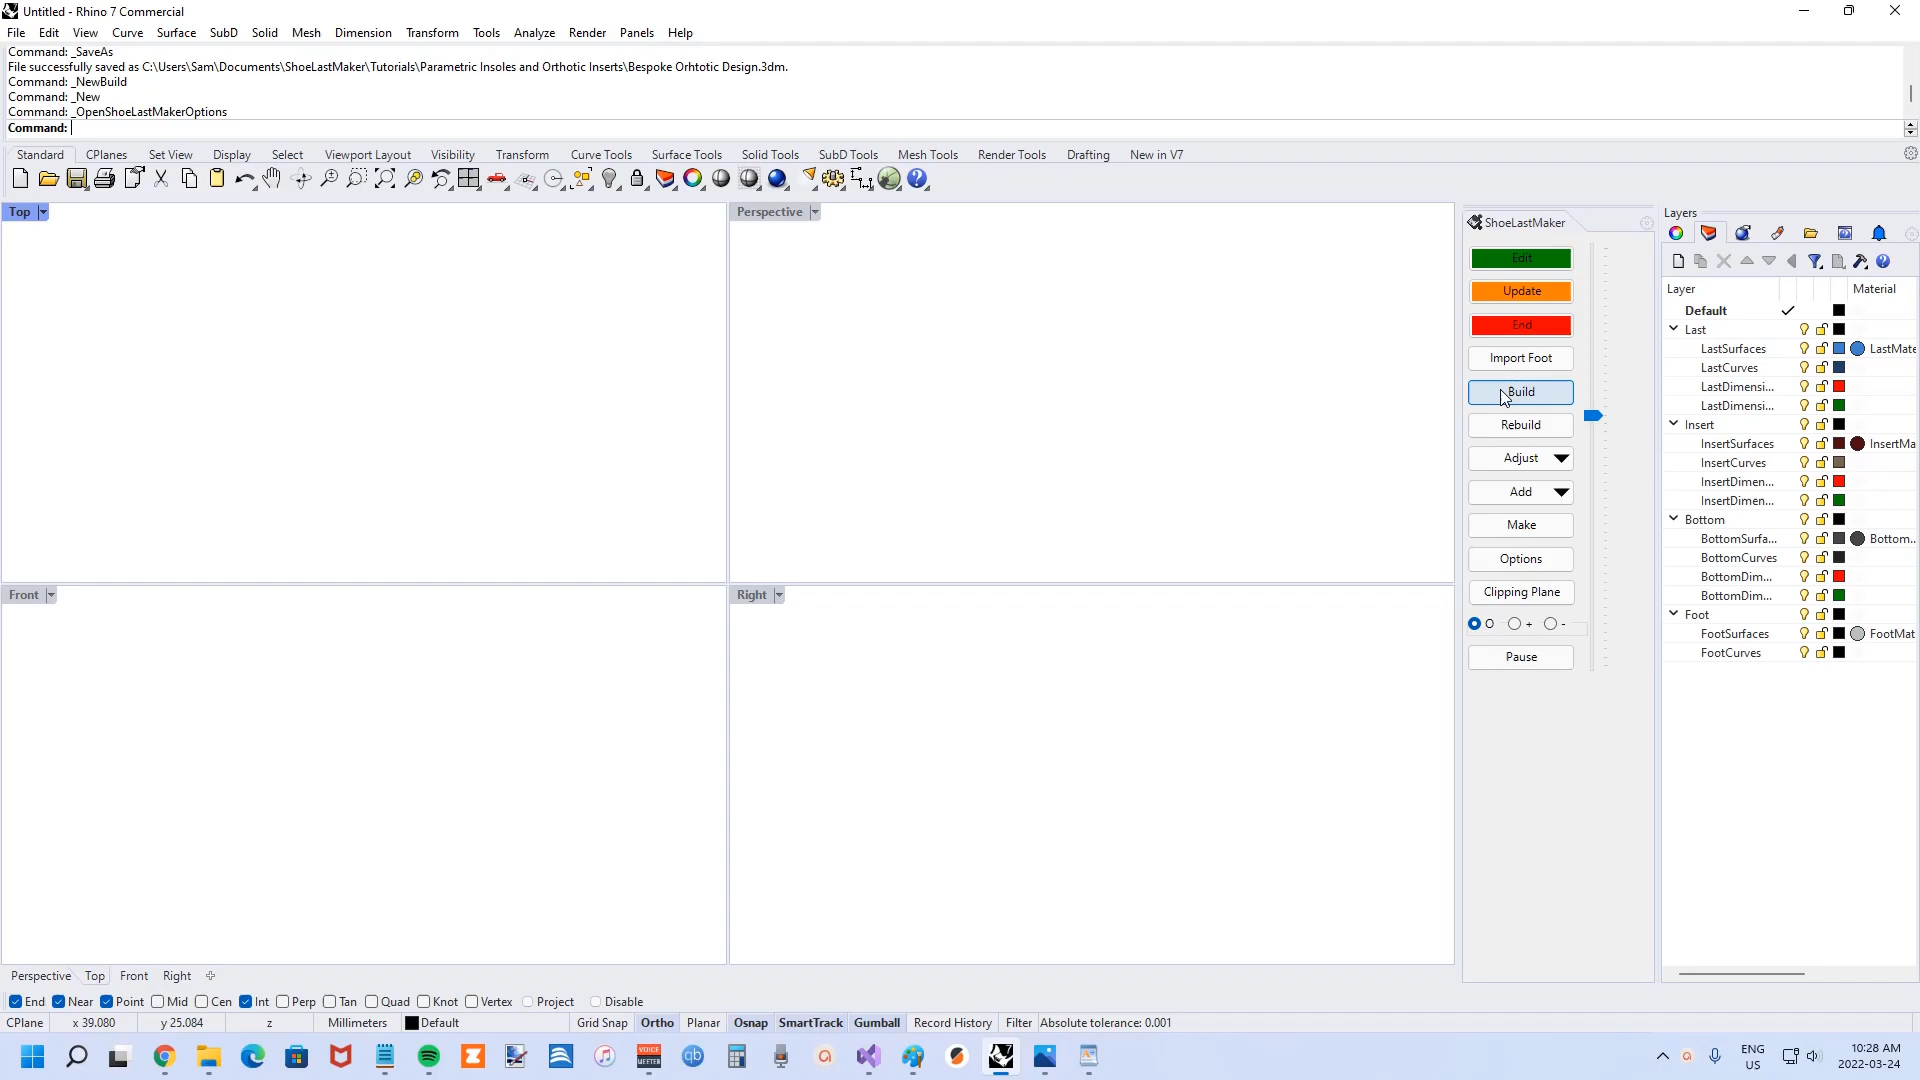 Untitled - Rhino 7 Commercial
File Edit View Curve Surface SubD Solid Mesh Dimension Transform Tools Analyze Render Panels Help
Command: _SaveAs
File successfully saved as C:\Users\Sam\Documents\ShoeLastMaker\Tutorials\Parametric Insoles and Orthotic Inserts\Bespoke Orhtotic Design.3dm.
Command: _NewBuild
Command: _New
Command: _OpenShoeLastMakerOptions
Command:
Standard CPlanes Set View Display Select Viewport Layout Visibility Transform Curve Tools Surface Tools Solid Tools SubD Tools Mesh Tools Render Tools Drafting New in V7
Top
Perspective
Front
Right
ShoeLastMaker
Edit
Update
End
Import Foot
Build
Rebuild
Adjust
Add
Make
Options
Clipping Plane
O + -
Pause
Layers
Layer Material
Default
Last
LastSurfaces LastMate
LastCurves
LastDimensi...
LastDimensi...
Insert
InsertSurfaces InsertMa
InsertCurves
InsertDimen...
InsertDimen...
Bottom
BottomSurfa... Bottom...
BottomCurves
BottomDim...
BottomDim...
Foot
FootSurfaces FootMat
FootCurves
Perspective Top Front Right
End Near Point Mid Cen Int Perp Tan Quad Knot Vertex Project Disable
CPlane x 39.080 y 25.084 z Millimeters Default Grid Snap Ortho Planar Osnap SmartTrack Gumball Record History Filter Absolute tolerance: 0.001
VOICE MEETER
qb
ENG US
10:28 AM
2022-03-24